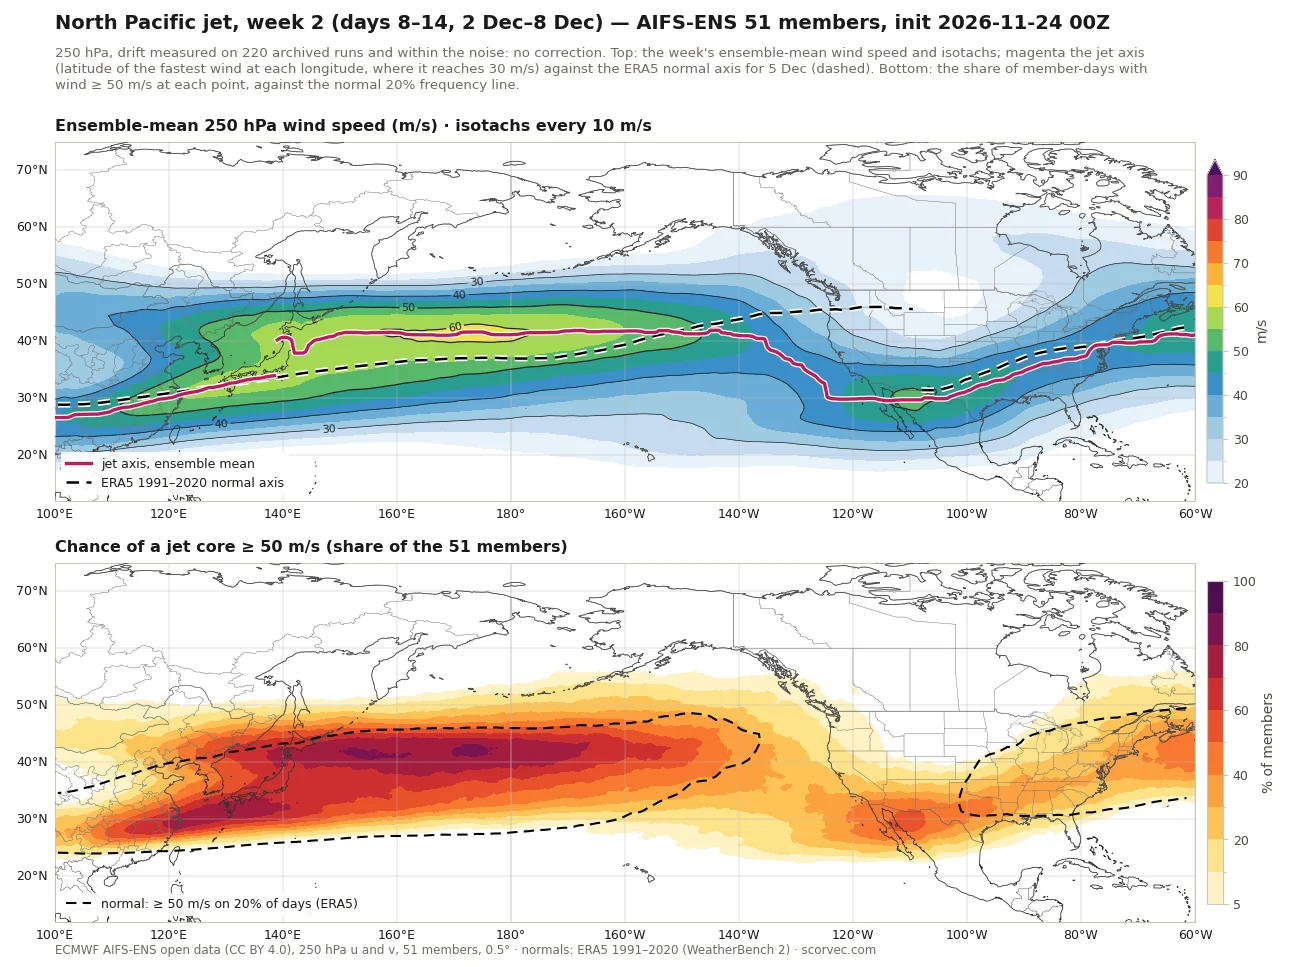 North Pacific jet, week 2 (days 8–14, 2 Dec–8 Dec) — AIFS-ENS 51 members, init 2026-11-24 00Z
250 hPa, drift measured on 220 archived runs and within the noise: no correction. Top: the week's ensemble-mean wind speed and isotachs; magenta the jet axis
(latitude of the fastest wind at each longitude, where it reaches 30 m/s) against the ERA5 normal axis for 5 Dec (dashed). Bottom: the share of member-days with
wind ≥ 50 m/s at each point, against the normal 20% frequency line.
Ensemble-mean 250 hPa wind speed (m/s) · isotachs every 10 m/s
70°N
60°N
50°N
40°N
30°N
20°N
30
40
50
60
40
30
jet axis, ensemble mean
ERA5 1991–2020 normal axis
100°E 120°E 140°E 160°E 180° 160°W 140°W 120°W 100°W 80°W 60°W
90
80
70
60
50
40
30
20
m/s
Chance of a jet core ≥ 50 m/s (share of the 51 members)
70°N
60°N
50°N
40°N
30°N
20°N
normal: ≥ 50 m/s on 20% of days (ERA5)
100°E 120°E 140°E 160°E 180° 160°W 140°W 120°W 100°W 80°W 60°W
100
80
60
40
20
5
% of members
ECMWF AIFS-ENS open data (CC BY 4.0), 250 hPa u and v, 51 members, 0.5° · normals: ERA5 1991–2020 (WeatherBench 2) · scorvec.com